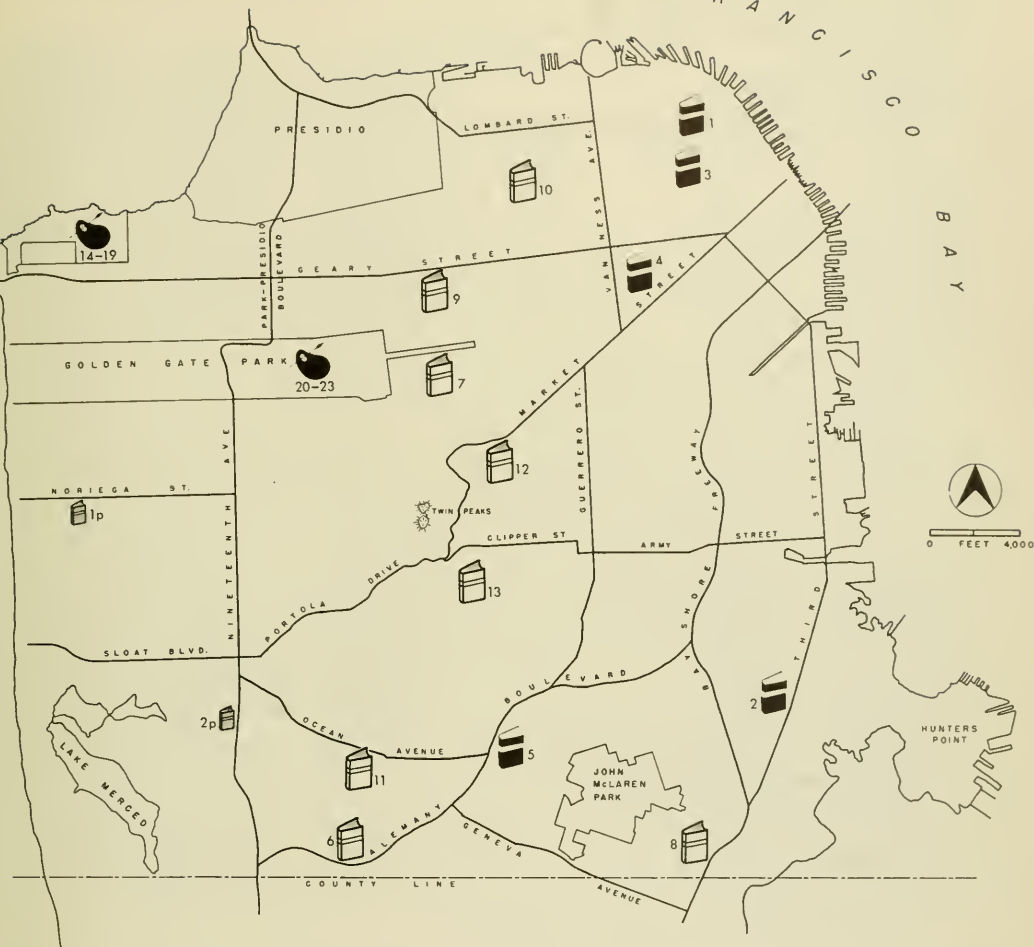 RANCISCO
BAY
PRESIDIO
LOMBARD ST.
VAN NESS AVE.
1
3
10
14-19
PARK-PRESIDIO
BOULEVARD
GEARY STREET
4
9
MARKET STREET
GOLDEN GATE PARK
20-23
7
GUERRERO ST.
12
NORIEGA ST.
1p
NINETEENTH AVE
TWIN PEAKS
CLIPPER ST
ARMY STREET
BAY SHORE FREEWAY
THIRD STREET
0 FEET 4,000
PORTOLA DRIVE
13
SLOAT BLVD.
2p
LAKE MERCED
OCEAN AVENUE
11
5
ALEMANY BOULEVARD
2
HUNTERS
POINT
JOHN
McLAREN
PARK
6
GENEVA AVENUE
8
COUNTY LINE